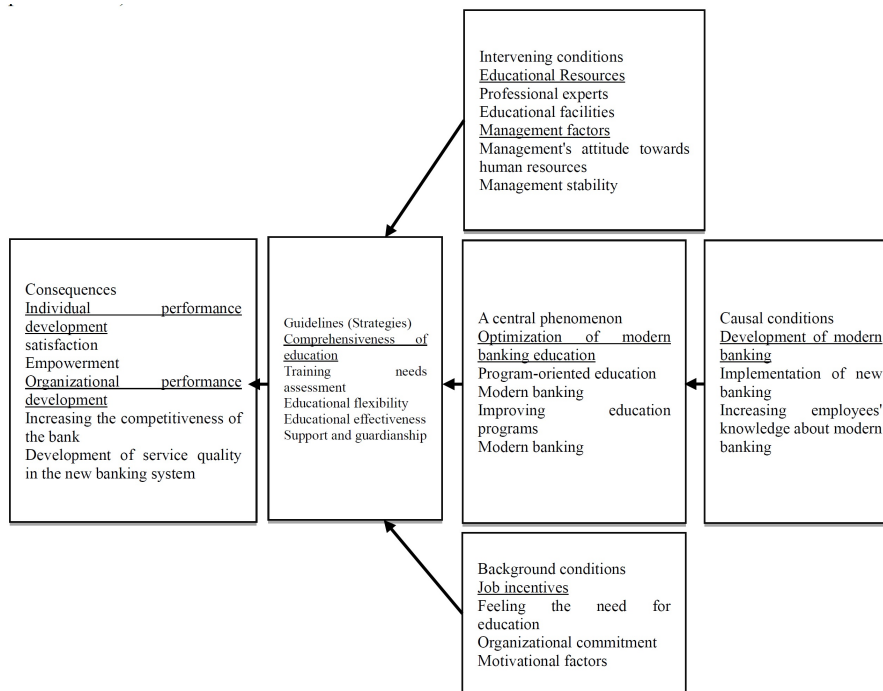 Intervening conditions
Educational Resources
Professional experts
Educational facilities
Management factors
Management's attitude towards
human resources
Management stability
Consequences
Individual performance
development
satisfaction
Empowerment
Organizational performance
development
Increasing the competitiveness of
the bank
Development of service quality
in the new banking system
Guidelines (Strategies)
Comprehensiveness of
education
Training needs
assessment
Educational flexibility
Educational effectiveness
Support and guardianship
A central phenomenon
Optimization of modern
banking education
Program-oriented education
Modern banking
Improving education
programs
Modern banking
Causal conditions
Development of modern
banking
Implementation of new
banking
Increasing employees'
knowledge about modern
banking
Background conditions
Job incentives
Feeling the need for
education
Organizational commitment
Motivational factors